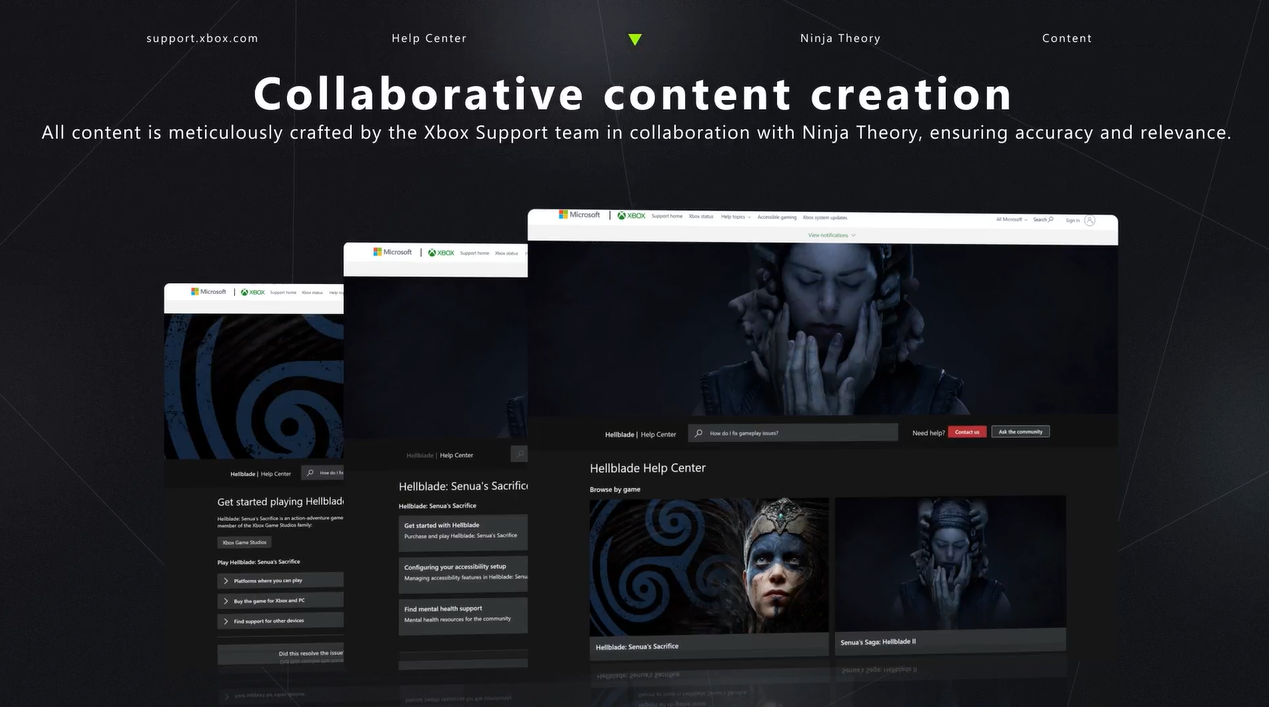 support.xbox.com
Help Center
Ninja Theory
Content
Collaborative content creation
All content is meticulously crafted by the Xbox Support team in collaboration with Ninja Theory, ensuring accuracy and relevance.
Microsoft | XBOX Support home Xbox status Help topics Accessible gaming Xbox system updates All Microsoft Search Sign in
View notifications
Hellblade | Help Center
How do I fix gameplay issues?
Need help?
Contact us
Ask the community
Hellblade Help Center
Browse by game
Hellblade: Senua's Sacrifice
Senua's Saga: Hellblade II
Microsoft | XBOX Support home Xbox status
Hellblade | Help Center
Hellblade: Senua's Sacrifice
Hellblade: Senua's Sacrifice
Get started with Hellblade
Purchase and play Hellblade: Senua's Sacrifice
Configuring your accessibility setup
Managing accessibility features in Hellblade: Senua
Find mental health support
Mental health resources for the community
Microsoft | XBOX Support home Xbox status Help
Hellblade | Help Center
How do I fi
Get started playing Hellblade
Hellblade: Senua's Sacrifice is an action-adventure game
member of the Xbox Game Studios family:
Xbox Game Studios
Play Hellblade: Senua's Sacrifice
Platforms where you can play
Buy the game for Xbox and PC
Find support for other devices
Did this resolve the issue